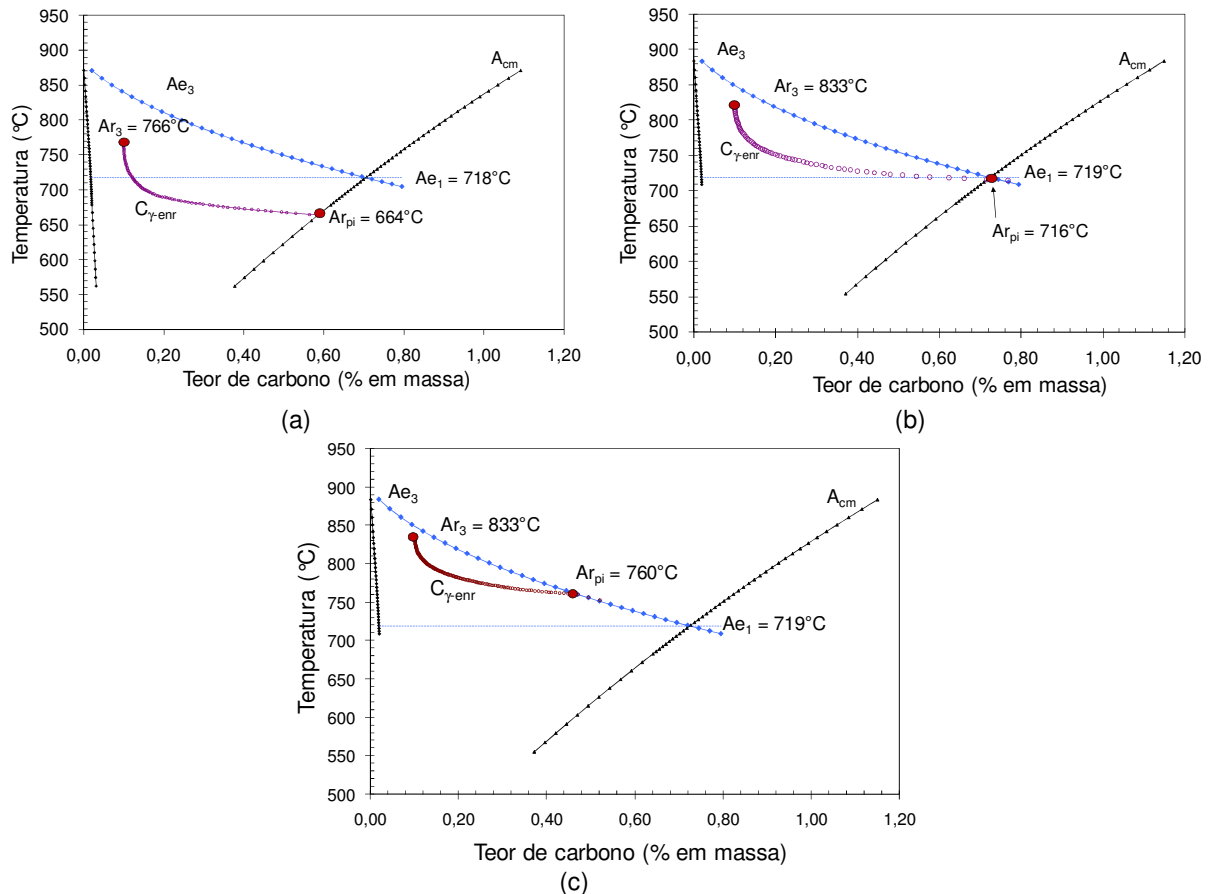 950
900
850
800
750
700
650
600
550
500
Temperatura (°C)
Ae3
Acm
Ar3 = 766°C
Ae1 = 718°C
Cγ-enr
Arpi = 664°C
0,00 0,20 0,40 0,60 0,80 1,00 1,20
Teor de carbono (% em massa)
(a)
950
900
850
800
750
700
650
600
550
500
Temperatura (°C)
Ae3
Acm
Ar3 = 833°C
Cγ-enr
Ae1 = 719°C
Arpi = 716°C
0,00 0,20 0,40 0,60 0,80 1,00 1,20
Teor de carbono (% em massa)
(b)
950
900
850
800
750
700
650
600
550
500
Temperatura (°C)
Ae3
Acm
Ar3 = 833°C
Arpi = 760°C
Cγ-enr
Ae1 = 719°C
0,00 0,20 0,40 0,60 0,80 1,00 1,20
Teor de carbono (% em massa)
(c)